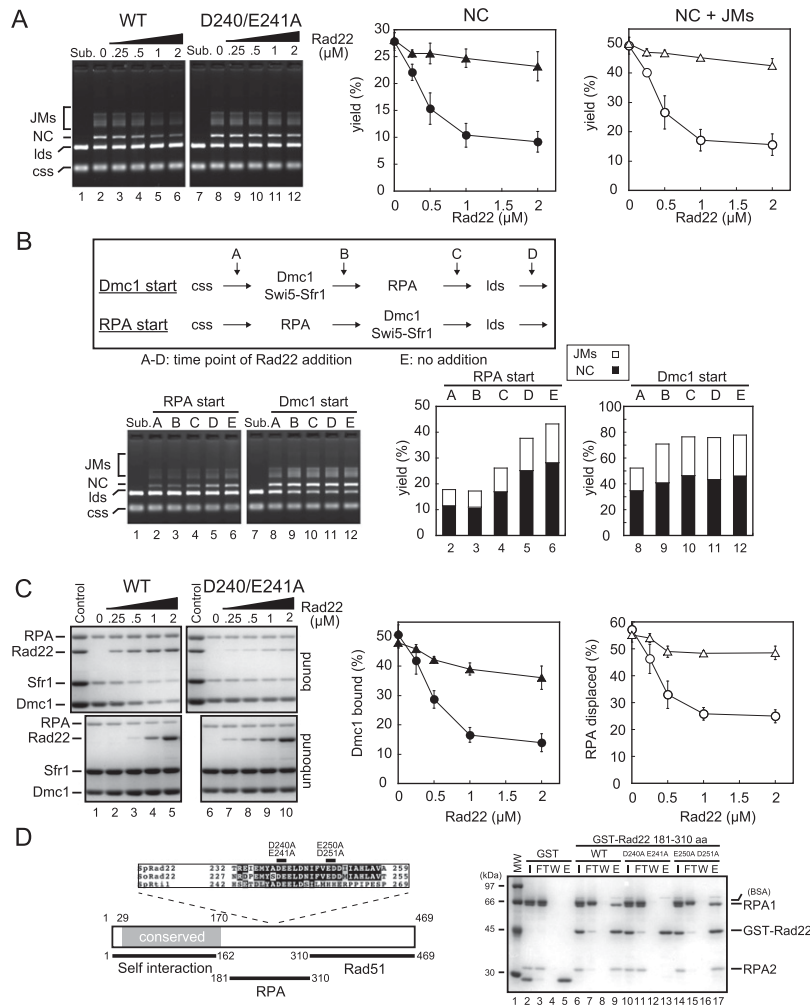 A
WT D240/E241A
Rad22 (μM)
Sub. 0 .25 .5 1 2 0 .25 .5 1 2
JMs
NC
lds
css
1 2 3 4 5 6 7 8 9 10 11 12
NC
yield (%)
30
25
20
15
10
5
0
0 0.5 1 1.5 2
Rad22 (μM)
NC + JMs
yield (%)
60
50
40
30
20
10
0
0 0.5 1 1.5 2
Rad22 (μM)
B
A B C D
Dmc1 start css Dmc1 Swi5-Sfr1 RPA lds
RPA start css RPA Dmc1 Swi5-Sfr1 lds
A-D: time point of Rad22 addition E: no addition
RPA start Dmc1 start
Sub. A B C D E Sub. A B C D E
JMs
NC
lds
css
1 2 3 4 5 6 7 8 9 10 11 12
JMs
NC
RPA start
A B C D E
yield (%)
50
40
30
20
10
0
2 3 4 5 6
Dmc1 start
A B C D E
yield (%)
100
80
60
40
20
0
8 9 10 11 12
C
WT D240/E241A
Rad22 (μM)
Control 0 .25 .5 1 2 Control 0 .25 .5 1 2
RPA
Rad22
Sfr1
Dmc1
bound
RPA
Rad22
Sfr1
Dmc1
unbound
1 2 3 4 5 6 7 8 9 10
Dmc1 bound (%)
60
45
30
15
0
0 0.5 1 1.5 2
Rad22 (μM)
RPA displaced (%)
60
50
40
30
20
10
0
0 0.5 1 1.5 2
Rad22 (μM)
D
D240A E250A
E241A D251A
SpRad22 232 259
SoRad22 227 255
SpRti1 242 269
1 29 170 469
conserved
1 162 310 469
Self interaction Rad51
181 310
RPA
GST-Rad22 181-310 aa
GST WT D240A E241A E250A D251A
MW I FT W E I FT W E I FT W E I FT W E
(kDa)
97
66
45
30
(BSA)
RPA1
GST-Rad22
RPA2
1 2 3 4 5 6 7 8 9 10 11 12 13 14 15 16 17